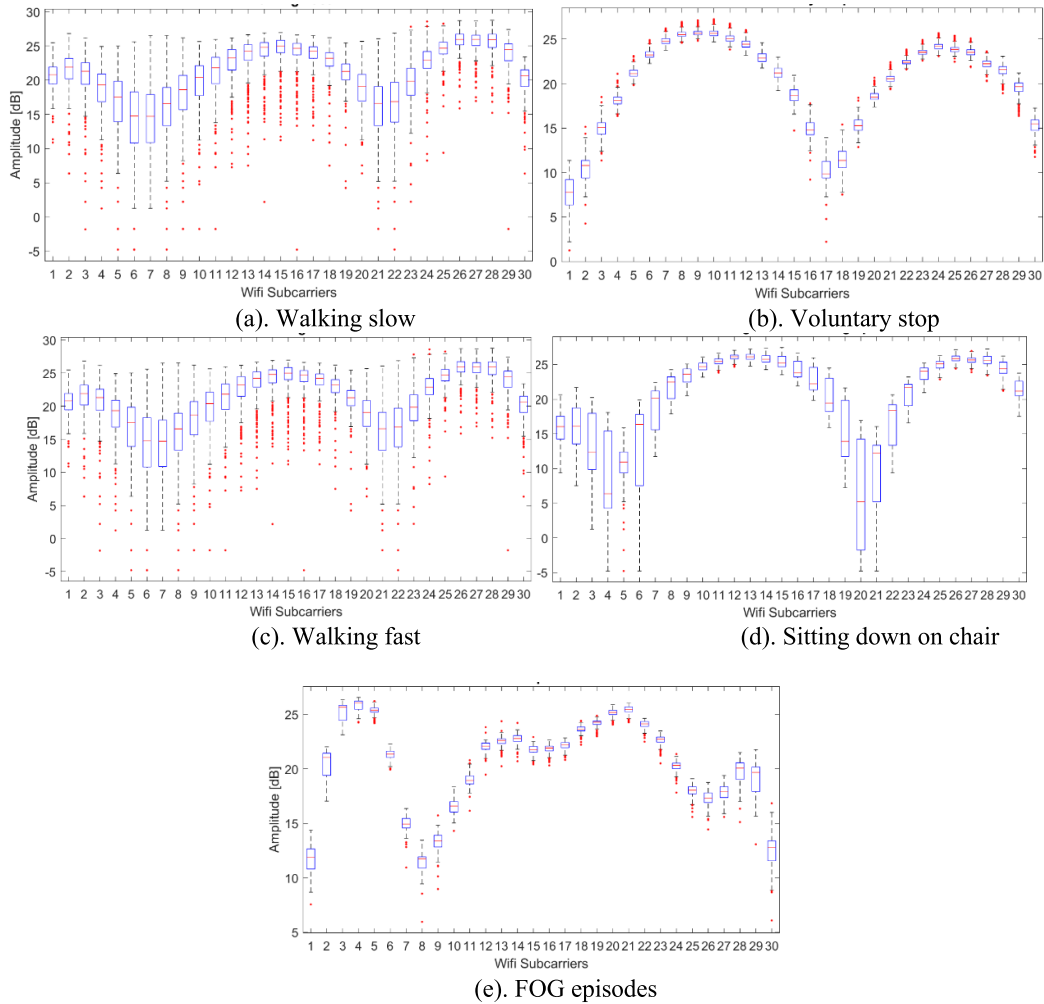 30
25
20
15
10
5
0
-5
Amplitude [dB]
1 2 3 4 5 6 7 8 9 10 11 12 13 14 15 16 17 18 19 20 21 22 23 24 25 26 27 28 29 30
Wifi Subcarriers
(a). Walking slow
25
20
15
10
5
0
1 2 3 4 5 6 7 8 9 10 11 12 13 14 15 16 17 18 19 20 21 22 23 24 25 26 27 28 29 30
Wifi Subcarriers
(b). Voluntary stop
30
25
20
15
10
5
0
-5
Amplitude [dB]
1 2 3 4 5 6 7 8 9 10 11 12 13 14 15 16 17 18 19 20 21 22 23 24 25 26 27 28 29 30
Wifi Subcarriers
(c). Walking fast
25
20
15
10
5
0
-5
1 2 3 4 5 6 7 8 9 10 11 12 13 14 15 16 17 18 19 20 21 22 23 24 25 26 27 28 29 30
Wifi Subcarriers
(d). Sitting down on chair
25
20
15
10
5
Amplitude [dB]
1 2 3 4 5 6 7 8 9 10 11 12 13 14 15 16 17 18 19 20 21 22 23 24 25 26 27 28 29 30
Wifi Subcarriers
(e). FOG episodes